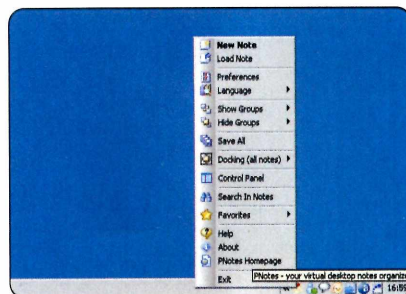 New Note
Load Note
Preferences
Language
Show Groups
Hide Groups
Save All
Docking (all notes)
Control Panel
Search In Notes
Favorites
Help
About
PNotes Homepage
Exit
PNotes - your virtual desktop notes organize
16:59